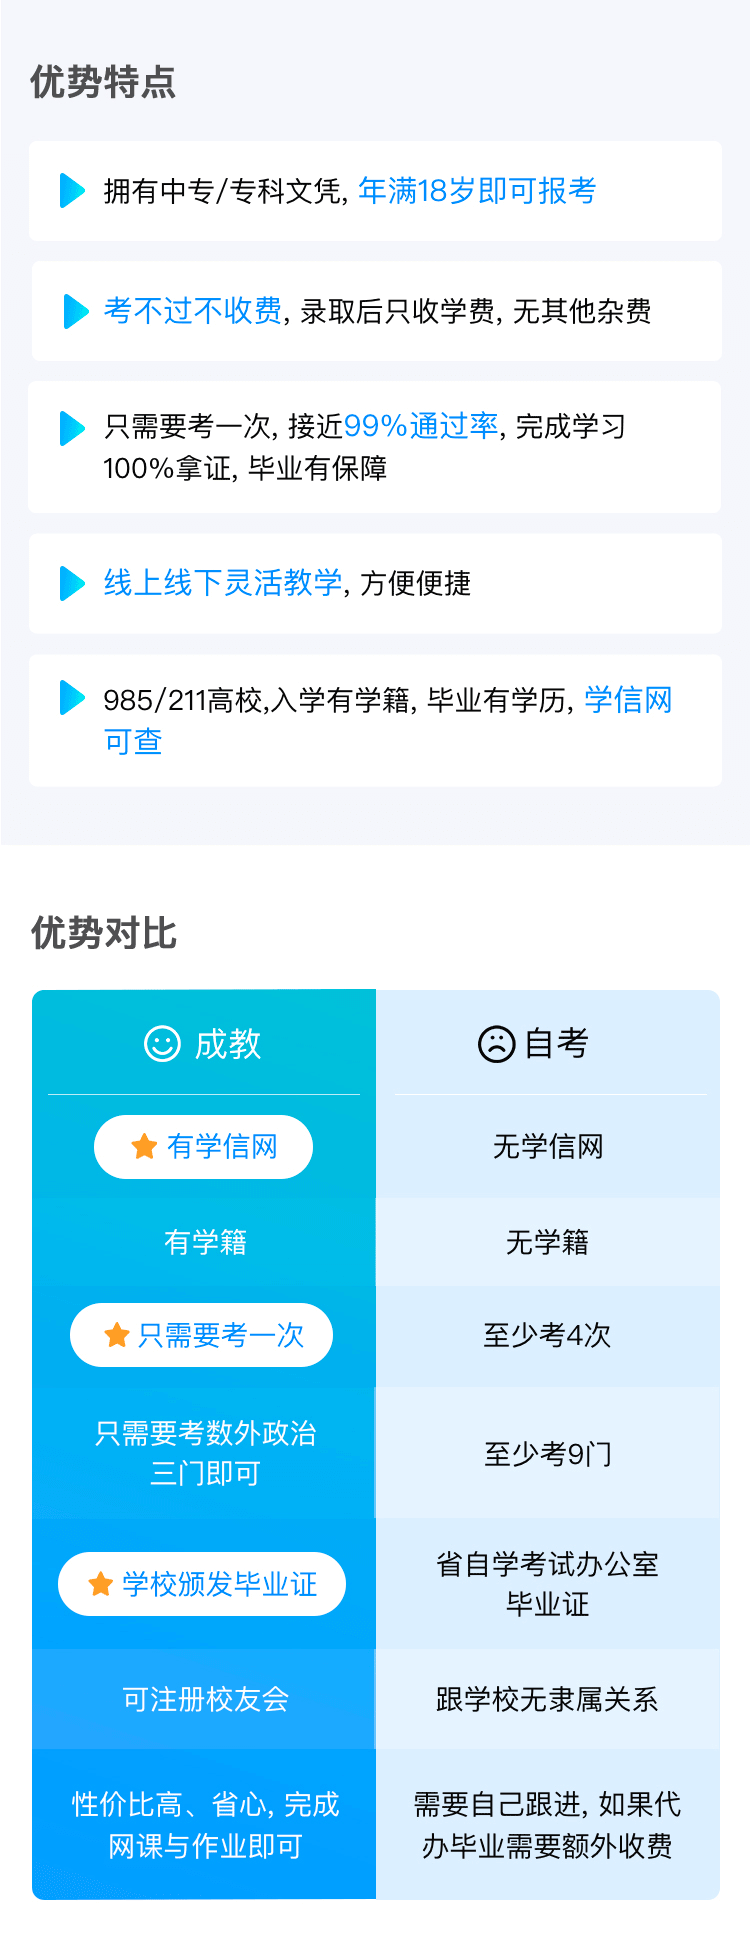 优势特点
拥有中专/专科文凭, 年满18岁即可报考
考不过不收费, 录取后只收学费, 无其他杂费
只需要考一次, 接近99%通过率, 完成学习
100%拿证, 毕业有保障
线上线下灵活教学, 方便便捷
985/211高校,入学有学籍, 毕业有学历, 学信网
可查
优势对比
成教
自考
有学信网
无学信网
有学籍
无学籍
只需要考一次
至少考4次
只需要考数外政治
三门即可
至少考9门
学校颁发毕业证
省自学考试办公室
毕业证
可注册校友会
跟学校无隶属关系
性价比高、省心, 完成
网课与作业即可
需要自己跟进, 如果代
办毕业需要额外收费